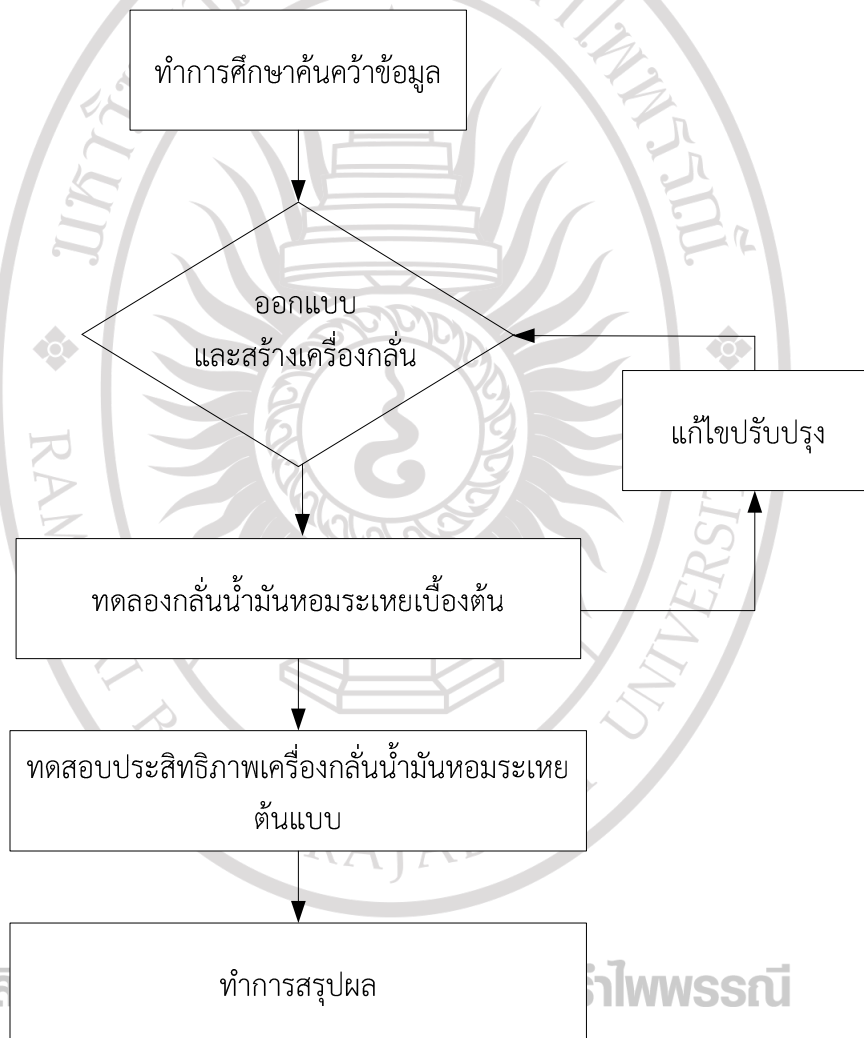 ทำการศึกษาค้นคว้าข้อมูล
ออกแบบ
และสร้างเครื่องกลั่น
แก้ไขปรับปรุง
ทดลองกลั่นน้ำมันหอมระเหยเบื้องต้น
ทดสอบประสิทธิภาพเครื่องกลั่นน้ำมันหอมระเหย
ต้นแบบ
ทำการสรุปผล